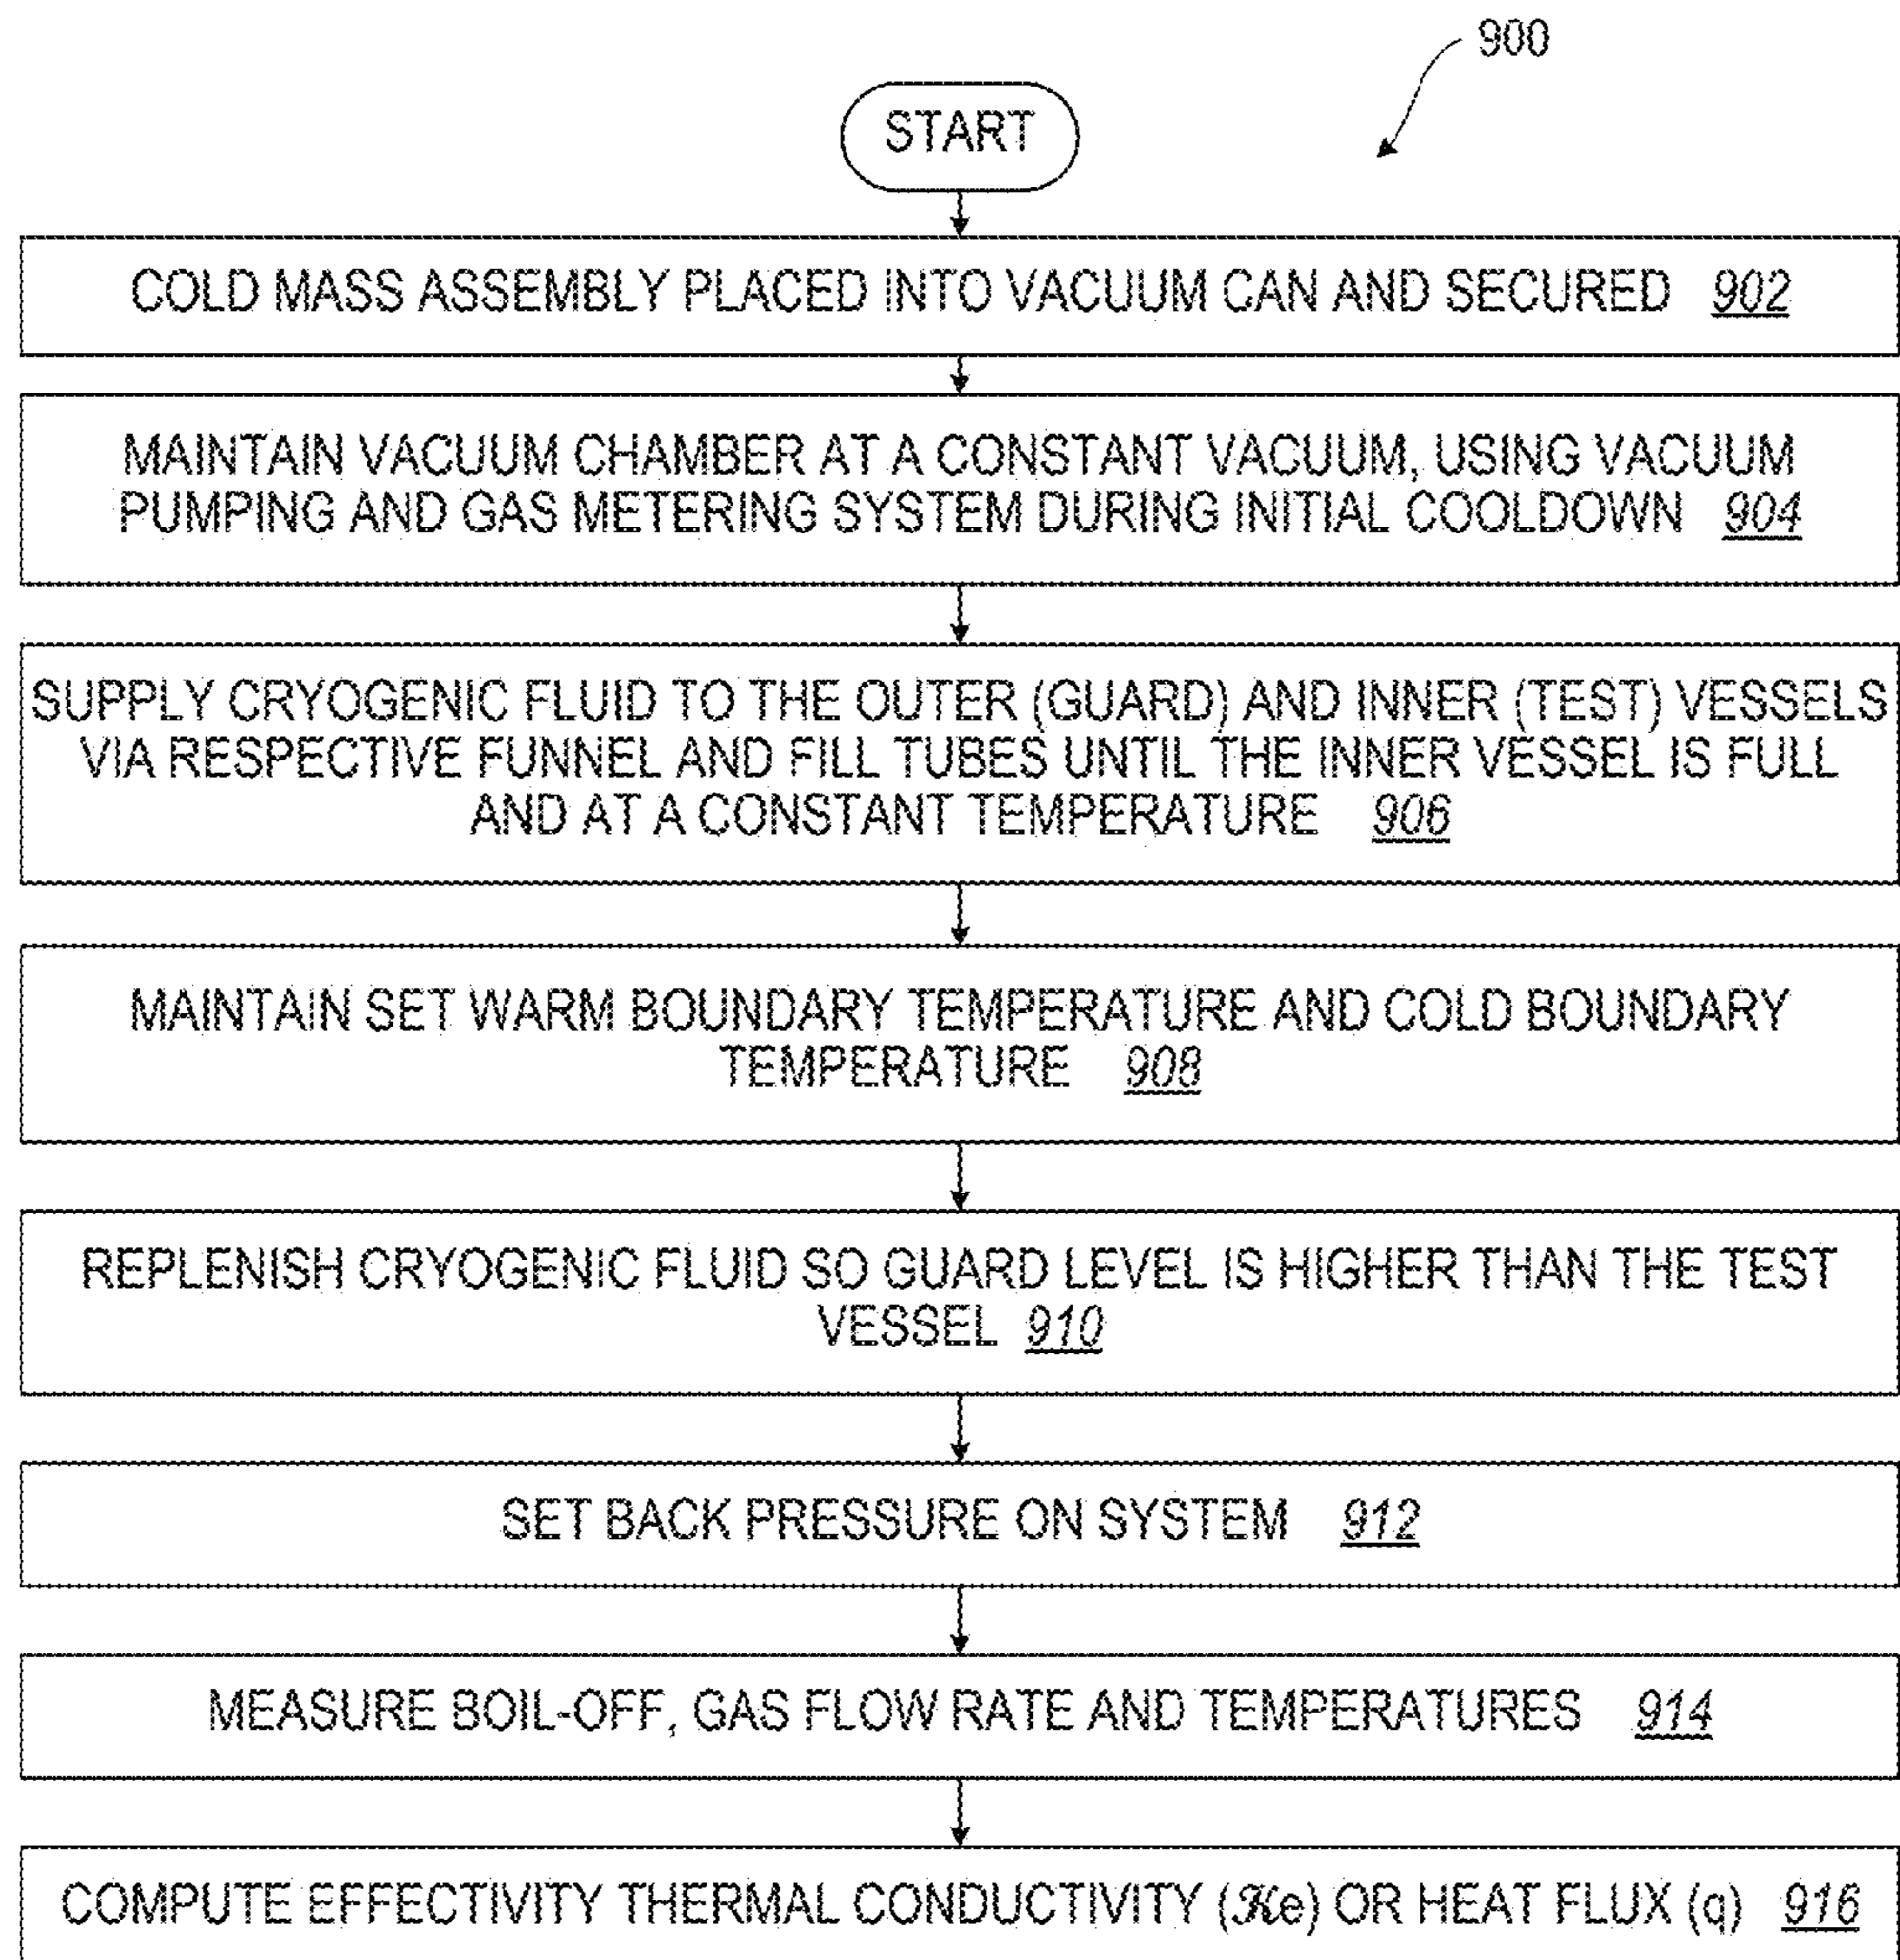 900
START
COLD MASS ASSEMBLY PLACED INTO VACUUM CAN AND SECURED 902
MAINTAIN VACUUM CHAMBER AT A CONSTANT VACUUM, USING VACUUM
PUMPING AND GAS METERING SYSTEM DURING INITIAL COOLDOWN 904
SUPPLY CRYOGENIC FLUID TO THE OUTER (GUARD) AND INNER (TEST) VESSELS
VIA RESPECTIVE FUNNEL AND FILL TUBES UNTIL THE INNER VESSEL IS FULL
AND AT A CONSTANT TEMPERATURE 906
MAINTAIN SET WARM BOUNDARY TEMPERATURE AND COLD BOUNDARY
TEMPERATURE 908
REPLENISH CRYOGENIC FLUID SO GUARD LEVEL IS HIGHER THAN THE TEST
VESSEL 910
SET BACK PRESSURE ON SYSTEM 912
MEASURE BOIL-OFF, GAS FLOW RATE AND TEMPERATURES 914
COMPUTE EFFECTIVITY THERMAL CONDUCTIVITY (𝒦e) OR HEAT FLUX (q) 916